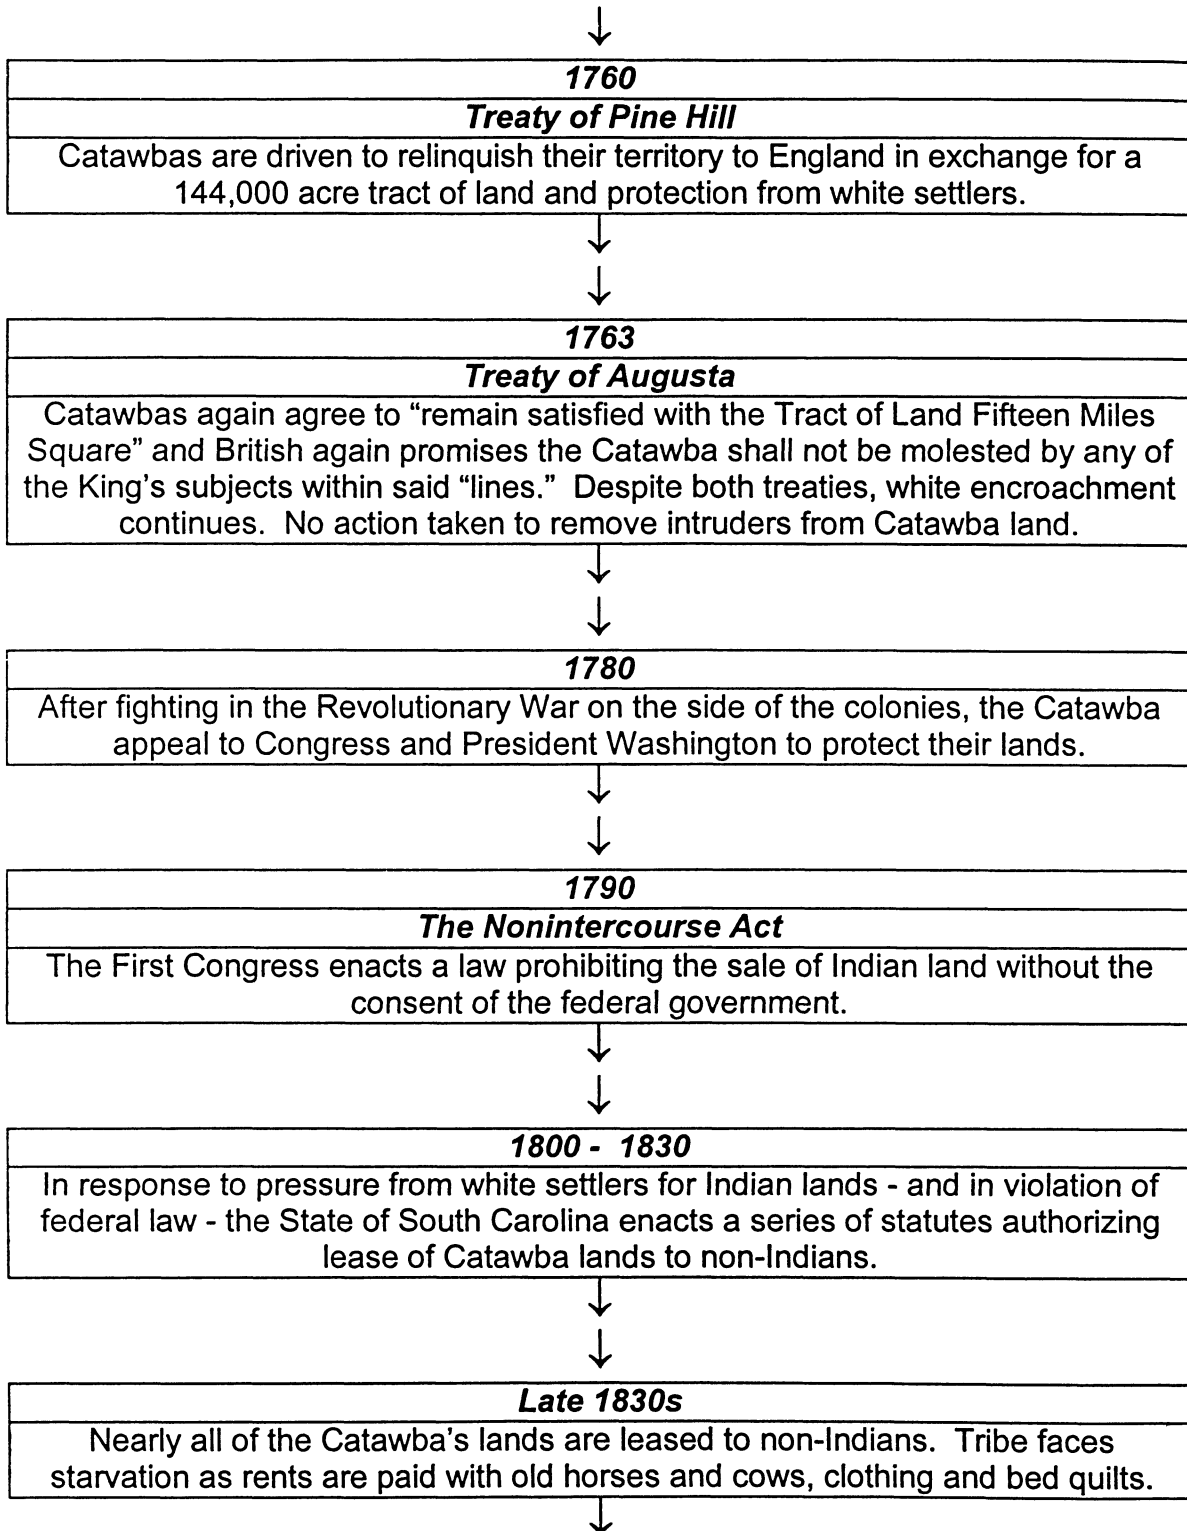 1760
Treaty of Pine Hill
Catawbas are driven to relinquish their territory to England in exchange for a
144,000 acre tract of land and protection from white settlers.
1763
Treaty of Augusta
Catawbas again agree to “remain satisfied with the Tract of Land Fifteen Miles
Square” and British again promises the Catawba shall not be molested by any of
the King's subjects within said “lines.” Despite both treaties, white encroachment
continues. No action taken to remove intruders from Catawba land.
1780
After fighting in the Revolutionary War on the side of the colonies, the Catawba
appeal to Congress and President Washington to protect their lands.
1790
The Nonintercourse Act
The First Congress enacts a law prohibiting the sale of Indian land without the
consent of the federal government.
1800 - 1830
In response to pressure from white settlers for Indian lands - and in violation of
federal law - the State of South Carolina enacts a series of statutes authorizing
lease of Catawba lands to non-Indians.
Late 1830s
Nearly all of the Catawba's lands are leased to non-Indians. Tribe faces
starvation as rents are paid with old horses and cows, clothing and bed quilts.